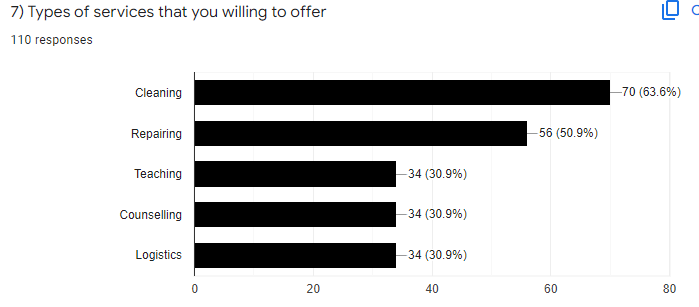 7) Types of services that you willing to offer
110 responses
Cleaning 70 (63.6%)
Repairing 56 (50.9%)
Teaching 34 (30.9%)
Counselling 34 (30.9%)
Logistics 34 (30.9%)
0 20 40 60 80